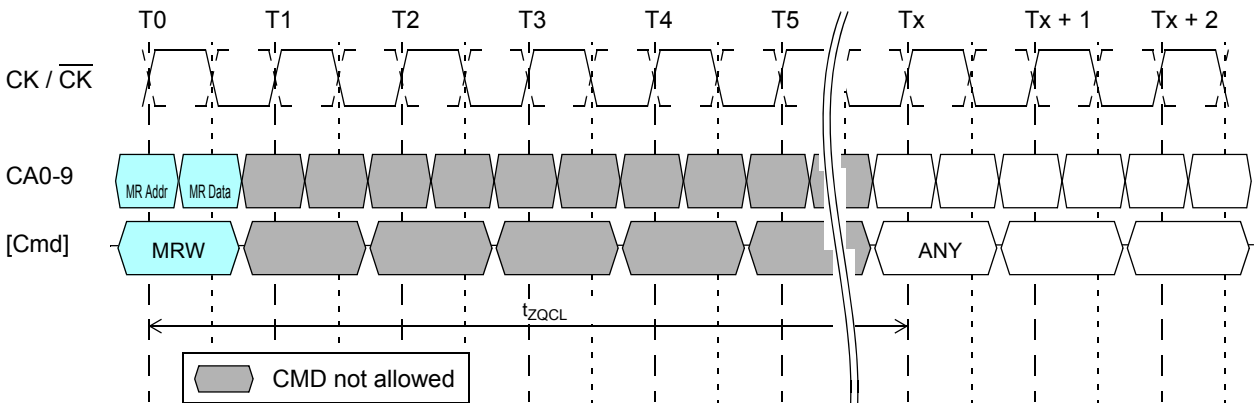 T0 T1 T2 T3 T4 T5 Tx Tx + 1 Tx + 2
CK / C̅K̅
CA0-9 MR Addr MR Data
[Cmd] MRW ANY
tZQCL
CMD not allowed